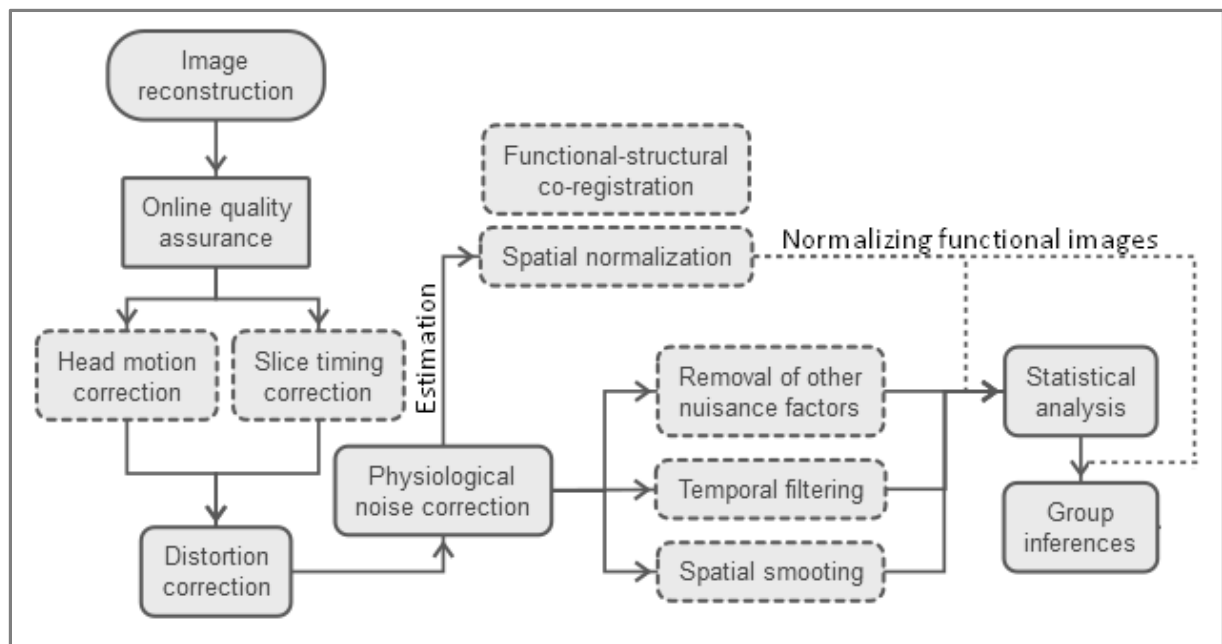 Image
reconstruction
Online quality
assurance
Head motion
correction
Slice timing
correction
Distortion
correction
Physiological
noise correction
Estimation
Functional-structural
co-registration
Spatial normalization
Normalizing functional images
Removal of other
nuisance factors
Temporal filtering
Spatial smooting
Statistical
analysis
Group
inferences